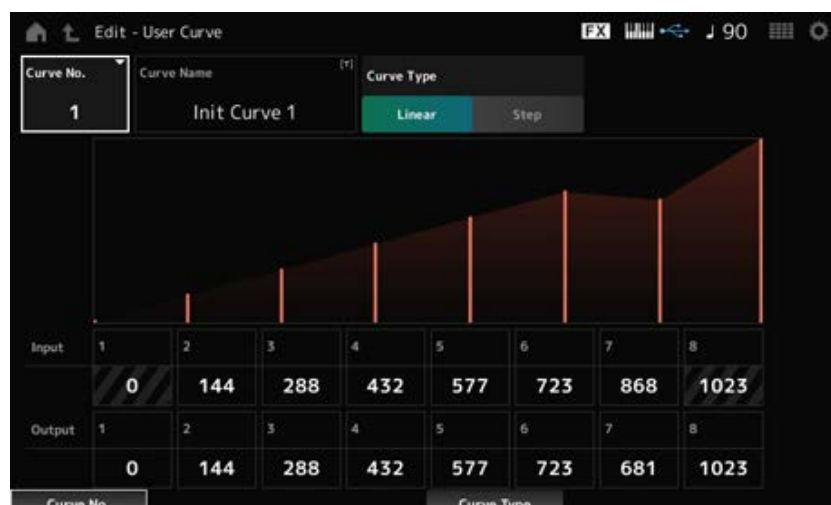 Edit - User Curve FX ♩ 90
Curve No. Curve Name [T] Curve Type
1 Init Curve 1 Linear Step
Input 1 2 3 4 5 6 7 8
0 144 288 432 577 723 868 1023
Output 1 2 3 4 5 6 7 8
0 144 288 432 577 723 681 1023
Curve No. Curve Type